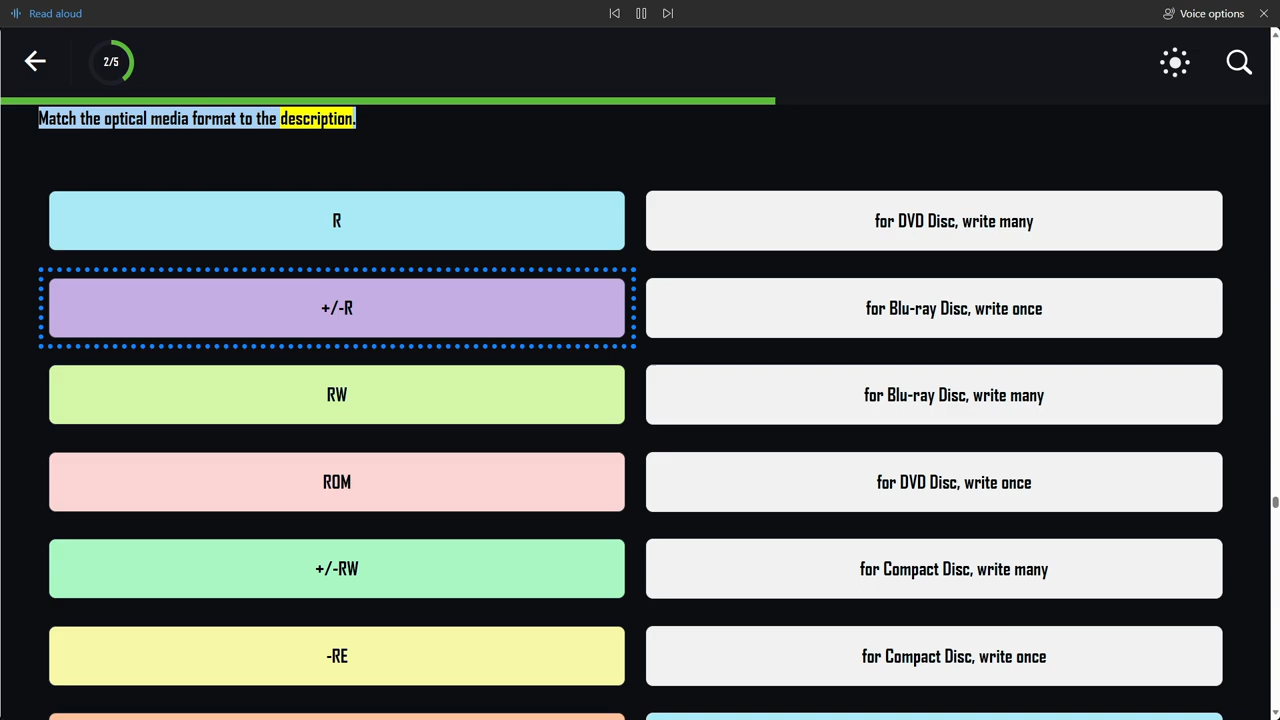 Read aloud
Voice options
2/5
Match the optical media format to the description.
R
for DVD Disc, write many
+/-R
for Blu-ray Disc, write once
RW
for Blu-ray Disc, write many
ROM
for DVD Disc, write once
+/-RW
for Compact Disc, write many
-RE
for Compact Disc, write once